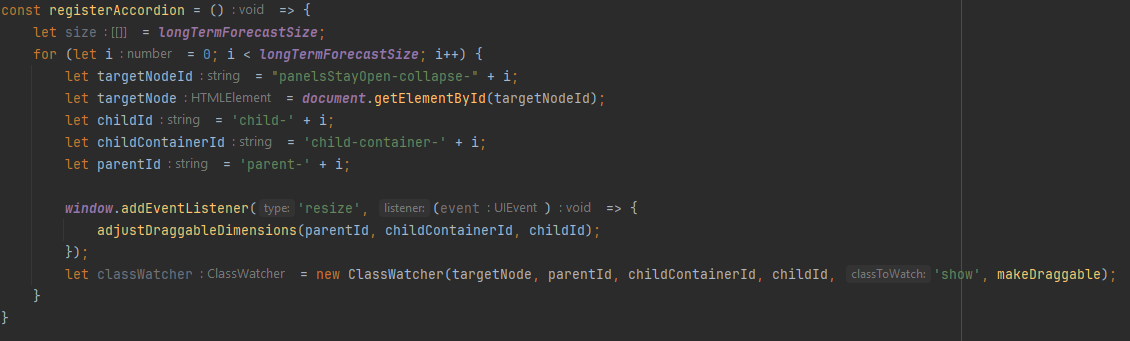 const registerAccordion = () : void => {
let size : [[]] = longTermForecastSize;
for (let i : number = 0; i < longTermForecastSize; i++) {
let targetNodeId : string = "panelsStayOpen-collapse-" + i;
let targetNode : HTMLElement = document.getElementById(targetNodeId);
let childId : string = 'child-' + i;
let childContainerId : string = 'child-container-' + i;
let parentId : string = 'parent-' + i;
window.addEventListener( type: 'resize', listener: (event : UIEvent ) : void => {
adjustDraggableDimensions(parentId, childContainerId, childId);
});
let classWatcher : ClassWatcher = new ClassWatcher(targetNode, parentId, childContainerId, childId, classToWatch: 'show', makeDraggable);
}
}